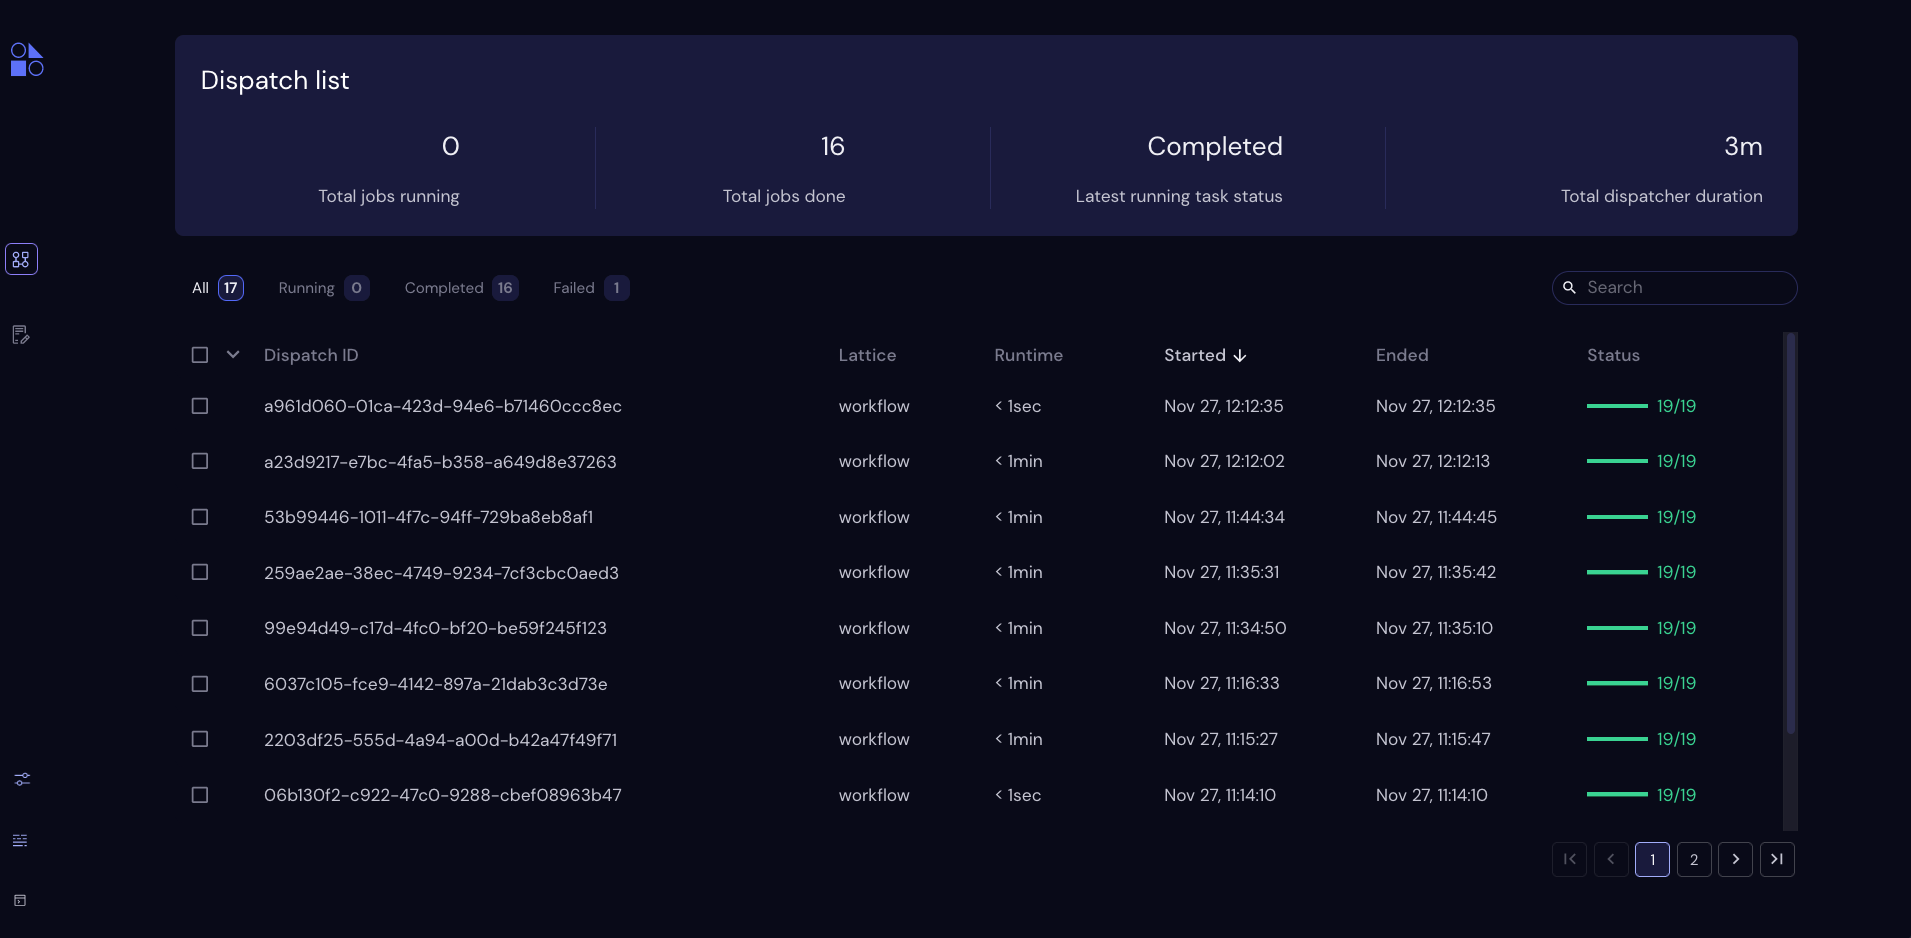 Dispatch list
0 16 Completed 3m
Total jobs running Total jobs done Latest running task status Total dispatcher duration
All 17 Running 0 Completed 16 Failed 1 Search
Dispatch ID Lattice Runtime Started Ended Status
a961d060-01ca-423d-94e6-b71460ccc8ec workflow < 1sec Nov 27, 12:12:35 Nov 27, 12:12:35 19/19
a23d9217-e7bc-4fa5-b358-a649d8e37263 workflow < 1min Nov 27, 12:12:02 Nov 27, 12:12:13 19/19
53b99446-1011-4f7c-94ff-729ba8eb8af1 workflow < 1min Nov 27, 11:44:34 Nov 27, 11:44:45 19/19
259ae2ae-38ec-4749-9234-7cf3cbc0aed3 workflow < 1min Nov 27, 11:35:31 Nov 27, 11:35:42 19/19
99e94d49-c17d-4fc0-bf20-be59f245f123 workflow < 1min Nov 27, 11:34:50 Nov 27, 11:35:10 19/19
6037c105-fce9-4142-897a-21dab3c3d73e workflow < 1min Nov 27, 11:16:33 Nov 27, 11:16:53 19/19
2203df25-555d-4a94-a00d-b42a47f49f71 workflow < 1min Nov 27, 11:15:27 Nov 27, 11:15:47 19/19
06b130f2-c922-47c0-9288-cbef08963b47 workflow < 1sec Nov 27, 11:14:10 Nov 27, 11:14:10 19/19
1 2